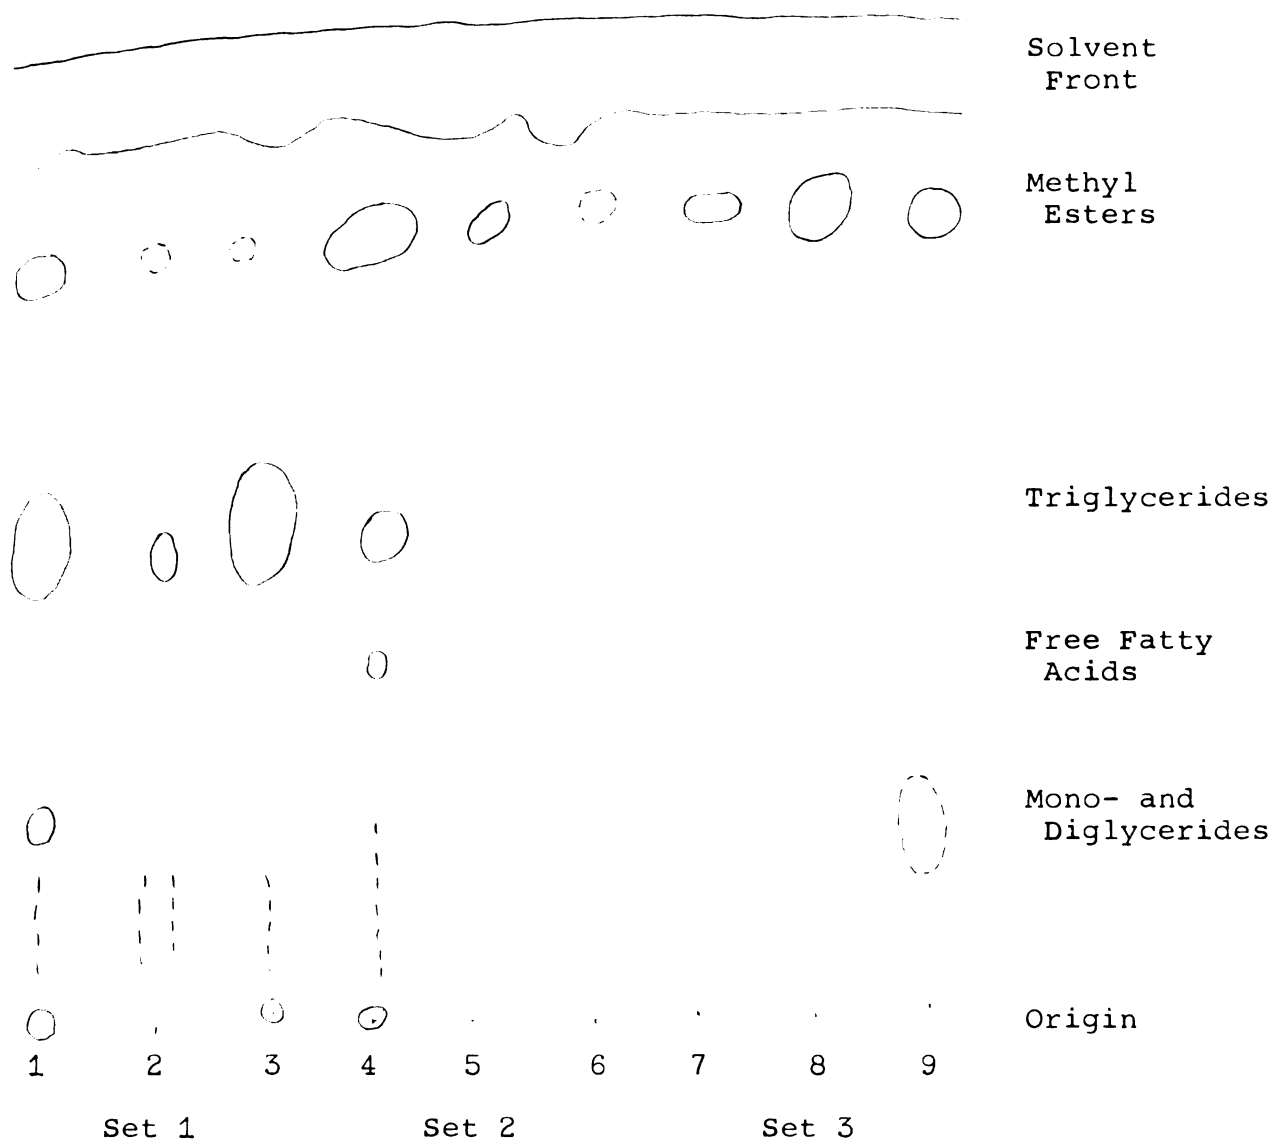 Solvent
Front
Methyl
Esters
Triglycerides
Free Fatty
Acids
Mono- and
Diglycerides
Origin
1 2 3 4 5 6 7 8 9
Set 1 Set 2 Set 3